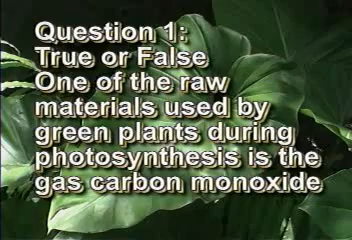 Question 1:
True or False
One of the raw
materials used by
green plants during
photosynthesis is the
gas carbon monoxide